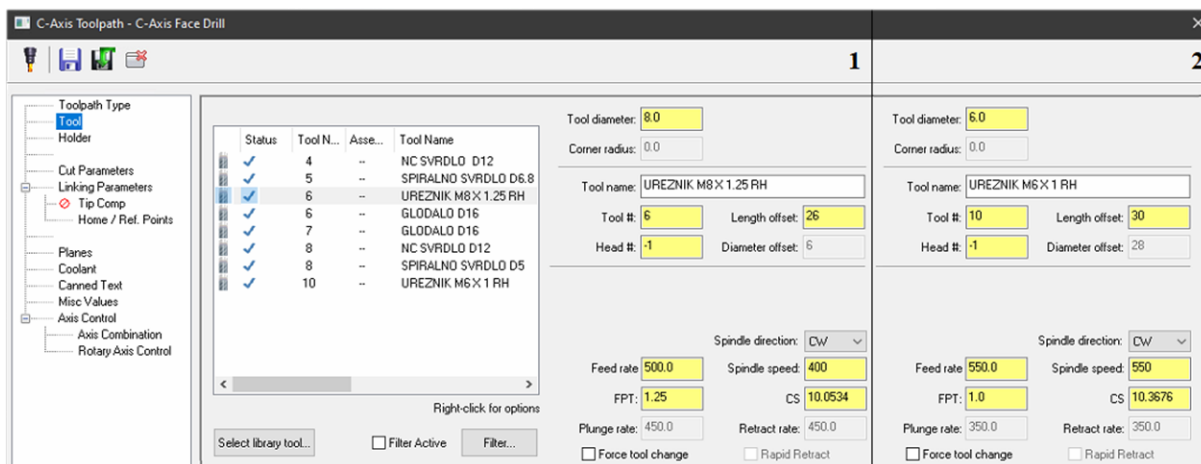 C-Axis Toolpath - C-Axis Face Drill
1
2
Toolpath Type
Tool
Holder
Cut Parameters
Linking Parameters
Tip Comp
Home / Ref. Points
Planes
Coolant
Canned Text
Misc Values
Axis Control
Axis Combination
Rotary Axis Control
Status Tool N... Asse... Tool Name
4 -- NC SVRDLO D12
5 -- SPIRALNO SVRDLO D6.8
6 -- UREZNIK M8 X 1.25 RH
6 -- GLODALO D16
7 -- GLODALO D16
8 -- NC SVRDLO D12
8 -- SPIRALNO SVRDLO D5
10 -- UREZNIK M6 X 1 RH
Right-click for options
Select library tool...
Filter Active
Filter...
Tool diameter: 8.0
Corner radius: 0.0
Tool name: UREZNIK M8 X 1.25 RH
Tool #: 6 Length offset: 26
Head #: -1 Diameter offset: 6
Spindle direction: CW
Feed rate 500.0 Spindle speed: 400
FPT: 1.25 CS 10.0534
Plunge rate: 450.0 Retract rate: 450.0
Force tool change Rapid Retract
Tool diameter: 6.0
Corner radius: 0.0
Tool name: UREZNIK M6 X 1 RH
Tool #: 10 Length offset: 30
Head #: -1 Diameter offset: 28
Spindle direction: CW
Feed rate 550.0 Spindle speed: 550
FPT: 1.0 CS 10.3676
Plunge rate: 350.0 Retract rate: 350.0
Force tool change Rapid Retract